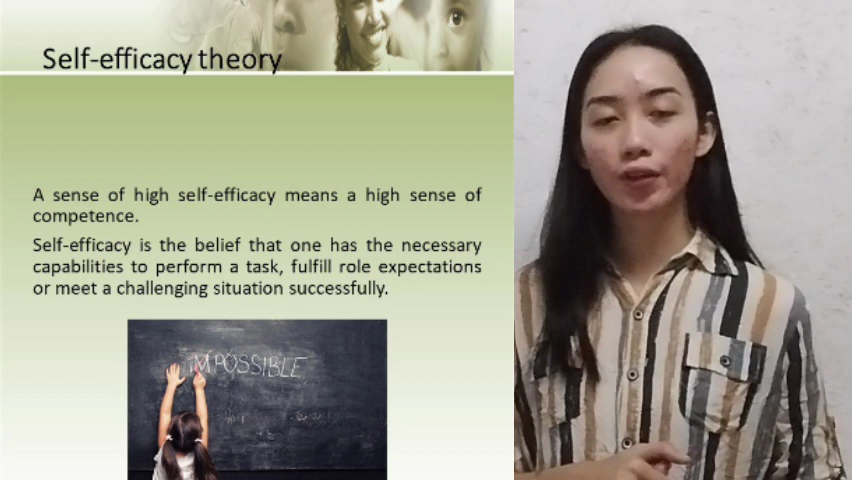 Self-efficacy theory
A sense of high self-efficacy means a high sense of
competence.
Self-efficacy is the belief that one has the necessary
capabilities to perform a task, fulfill role expectations
or meet a challenging situation successfully.
IMPOSSIBLE